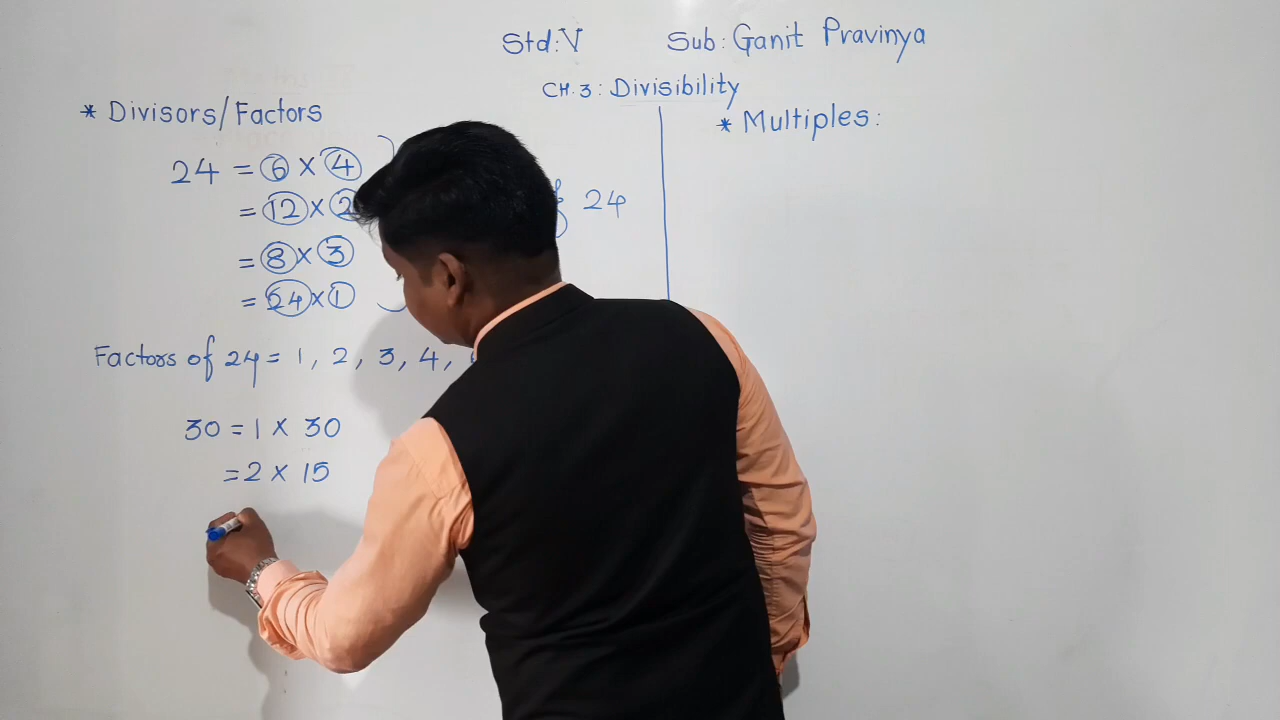 Std: V Sub: Ganit Pravinya
CH. 3: Divisibility
* Divisors/Factors
24 = 6 × 4
= 12 × 2
= 8 × 3
= 24 × 1
24
Factors of 24 = 1, 2, 3, 4,
30 = 1 × 30
= 2 × 15
* Multiples: